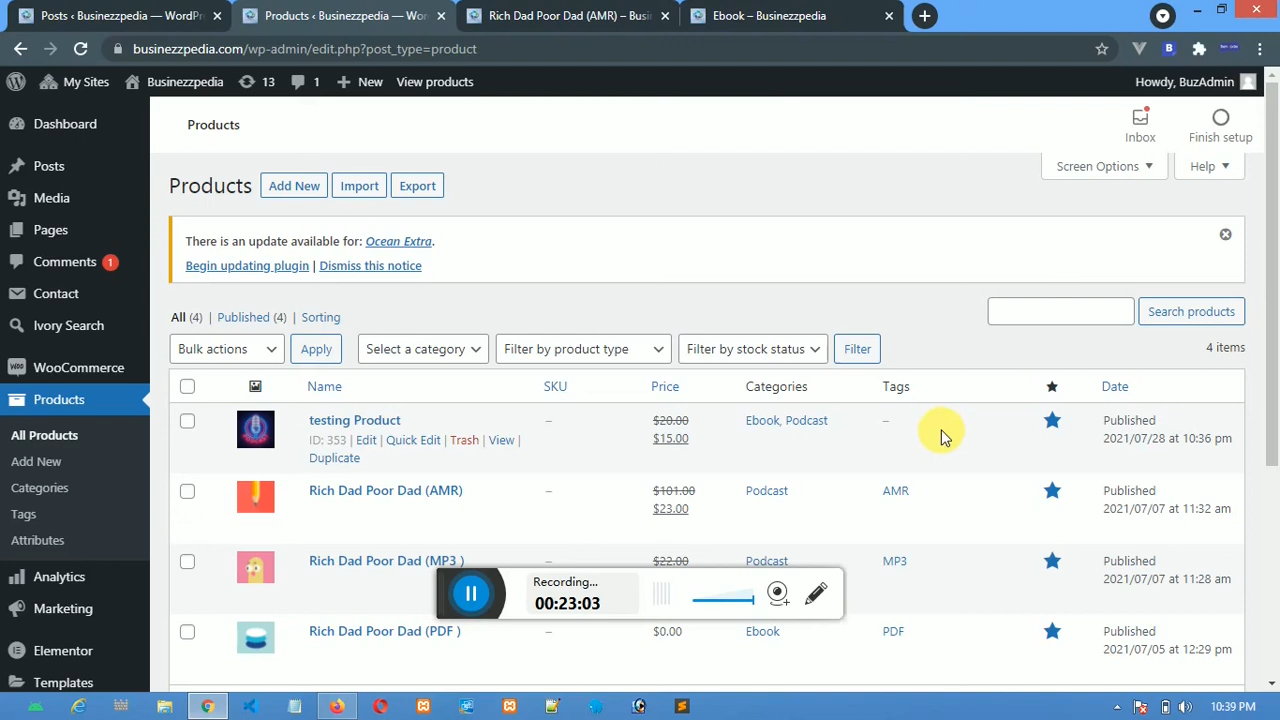 Posts ‹ Businezzpedia — WordPr
Products ‹ Businezzpedia — Wor
Rich Dad Poor Dad (AMR) – Busi
Ebook – Businezzpedia
businezzpedia.com/wp-admin/edit.php?post_type=product
My Sites
Businezzpedia
13
1
New
View products
Howdy, BuzAdmin
Dashboard
Posts
Media
Pages
Comments 1
Contact
Ivory Search
WooCommerce
Products
All Products
Add New
Categories
Tags
Attributes
Analytics
Marketing
Elementor
Templates
Products
Inbox
Finish setup
Screen Options
Help
Products Add New Import Export
There is an update available for: Ocean Extra.
Begin updating plugin | Dismiss this notice
All (4) | Published (4) | Sorting
Search products
Bulk actions Apply Select a category Filter by product type Filter by stock status Filter
4 items
Name SKU Price Categories Tags Date
testing Product – $20.00 Ebook, Podcast – Published
ID: 353 | Edit | Quick Edit | Trash | View | $15.00 2021/07/28 at 10:36 pm
Duplicate
Rich Dad Poor Dad (AMR) – $101.00 Podcast AMR Published
$23.00 2021/07/07 at 11:32 am
Rich Dad Poor Dad (MP3 ) – $22.00 Podcast MP3 Published
2021/07/07 at 11:28 am
Recording...
00:23:03
Rich Dad Poor Dad (PDF ) – $0.00 Ebook PDF Published
2021/07/05 at 12:29 pm
10:39 PM